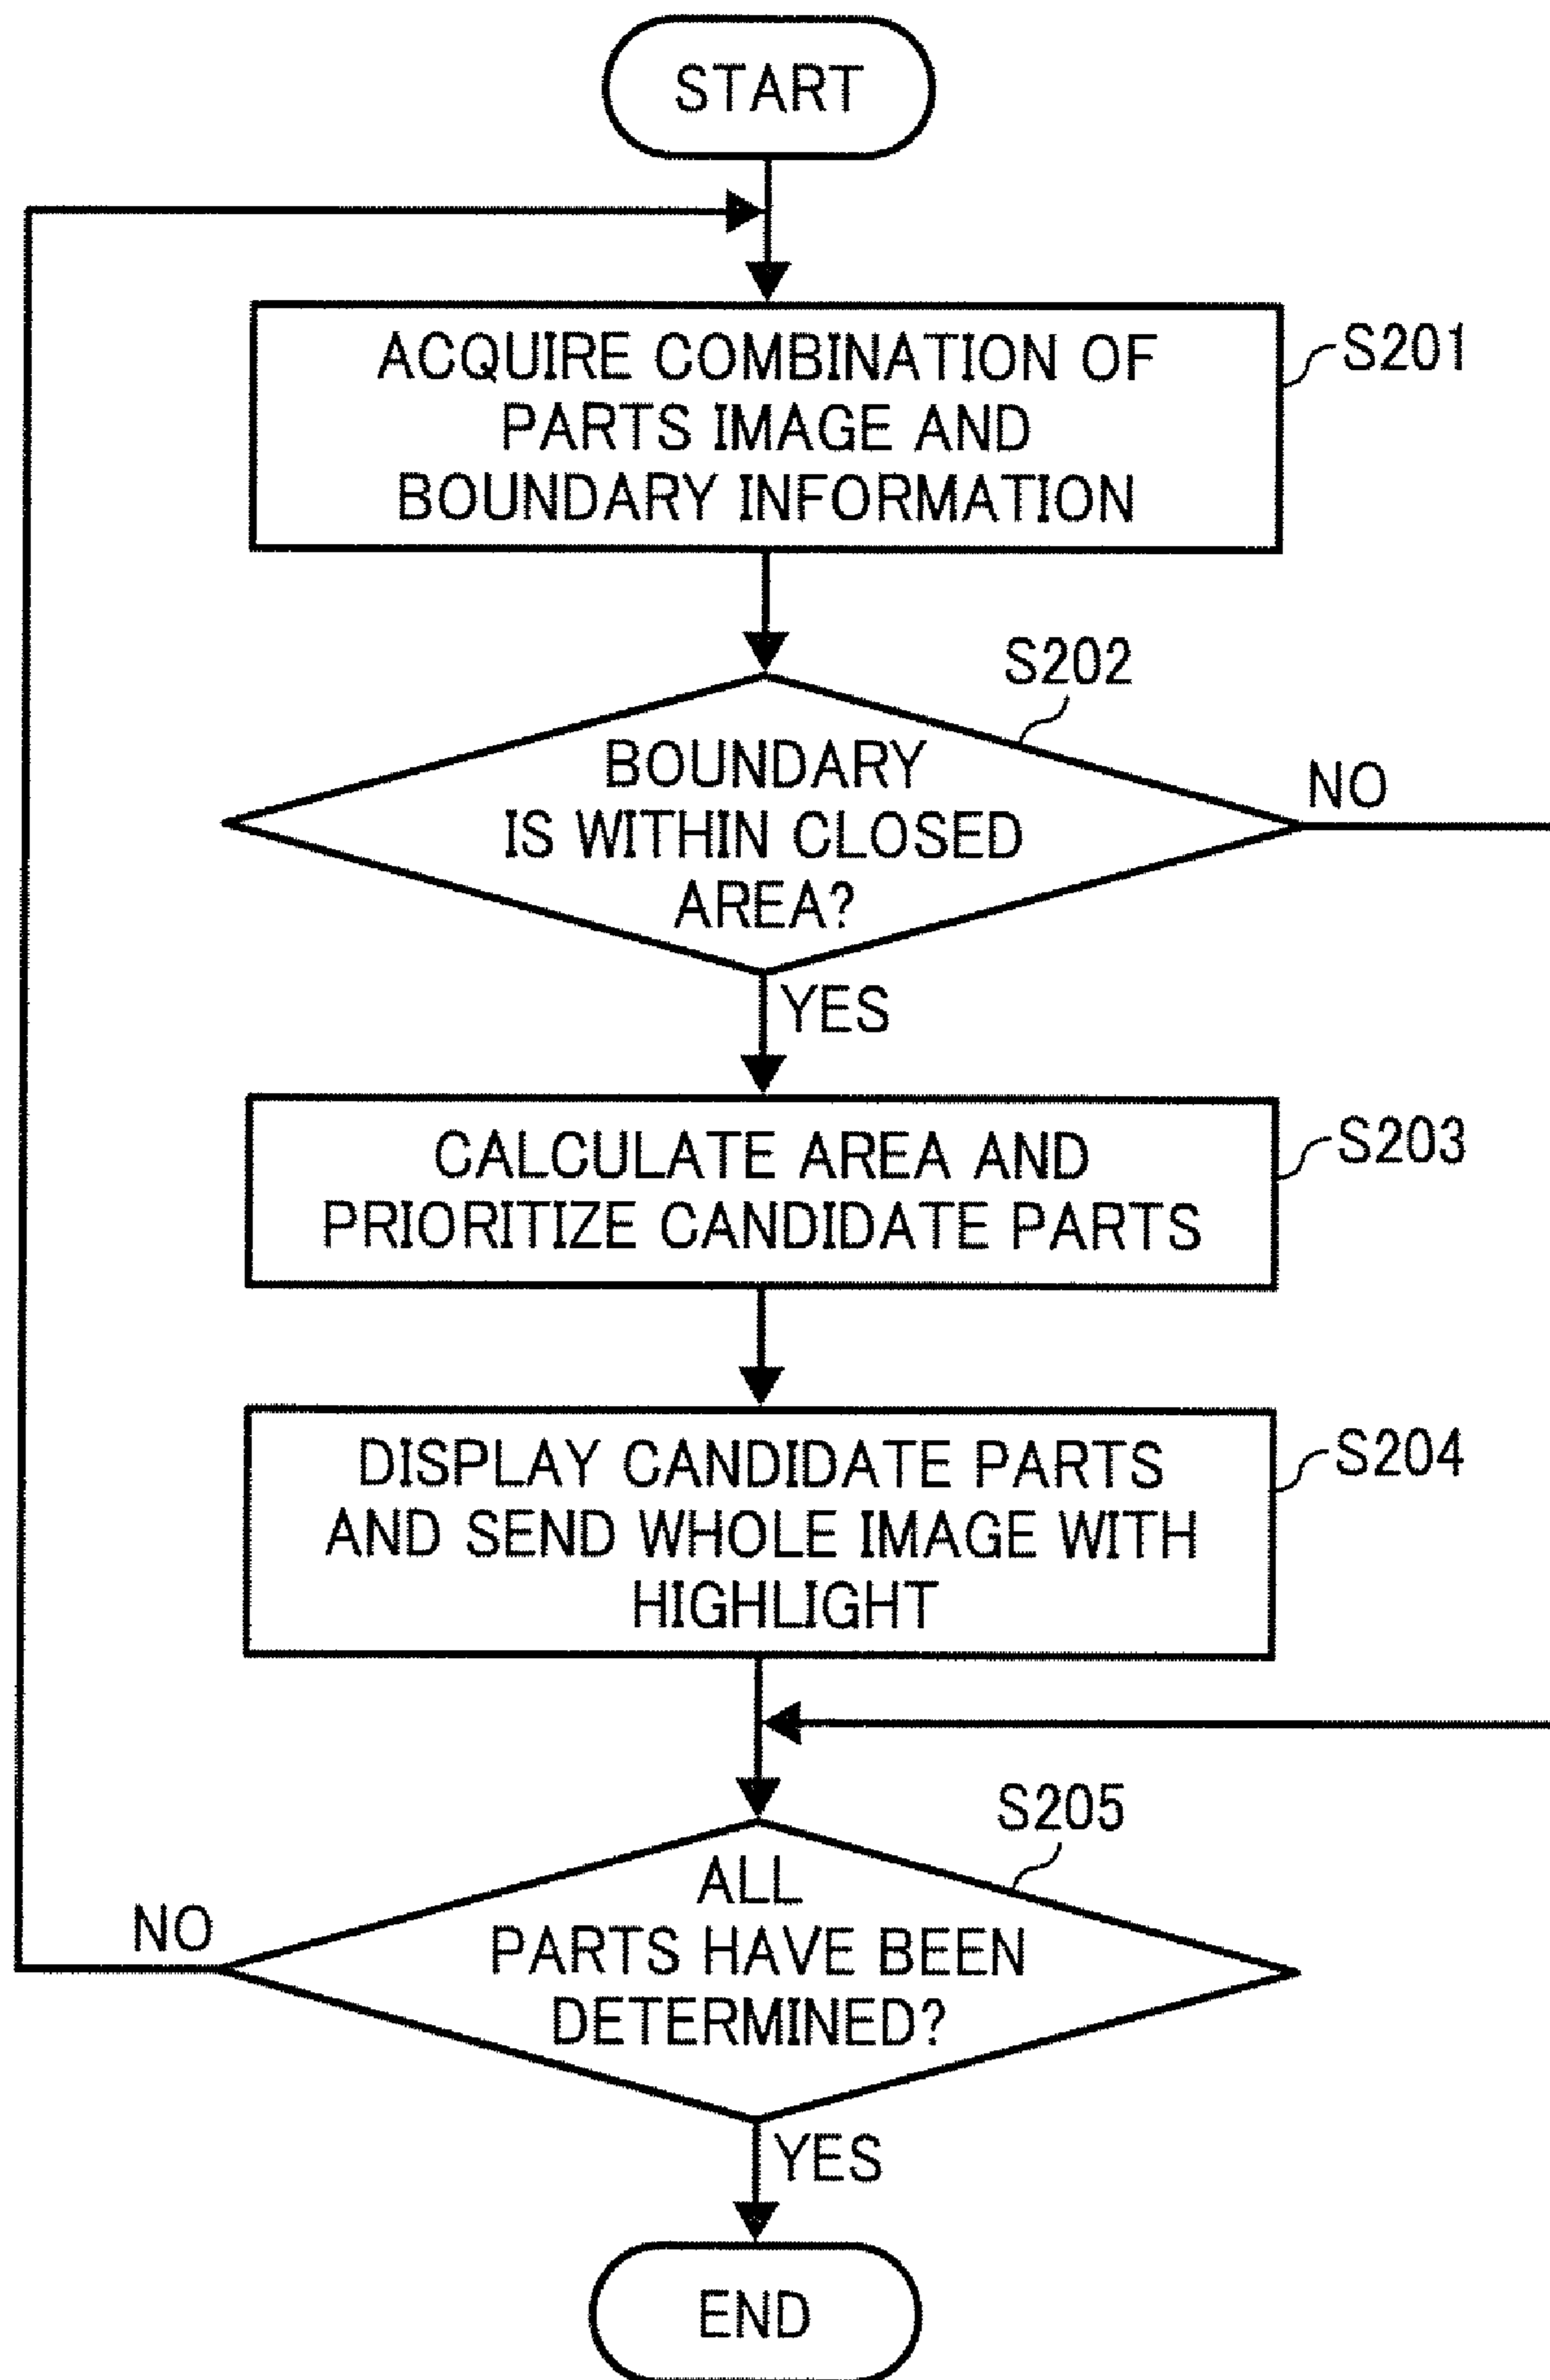 START
ACQUIRE COMBINATION OF
PARTS IMAGE AND
BOUNDARY INFORMATION
S201
S202
BOUNDARY
IS WITHIN CLOSED
AREA?
NO
YES
CALCULATE AREA AND
PRIORITIZE CANDIDATE PARTS
S203
DISPLAY CANDIDATE PARTS
AND SEND WHOLE IMAGE WITH
HIGHLIGHT
S204
S205
ALL
PARTS HAVE BEEN
DETERMINED?
NO
YES
END